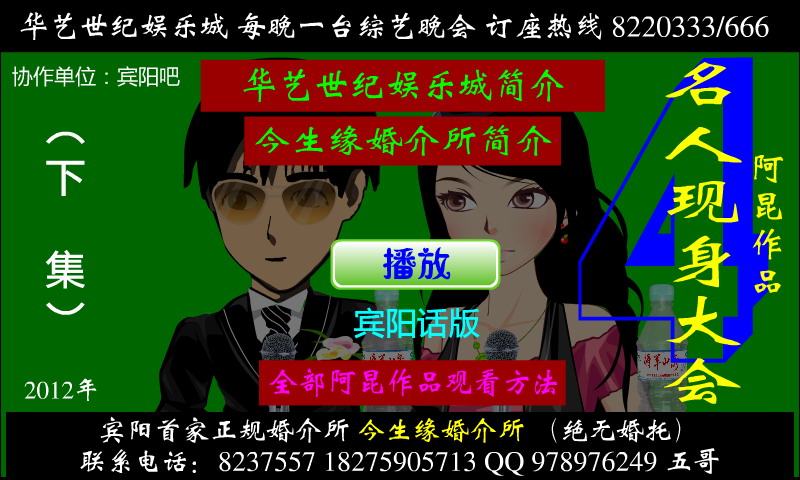 华艺世纪娱乐城 每晚一台综艺晚会 订座热线 8220333/666
协作单位：宾阳吧
华艺世纪娱乐城简介
今生缘婚介所简介
（下 集）
名人现身大会
4
阿昆作品
播放
宾阳话版
全部阿昆作品观看方法
2012年
宾阳首家正规婚介所 今生缘婚介所 （绝无婚托）
联系电话：8237557 18275905713 QQ 978976249 五哥